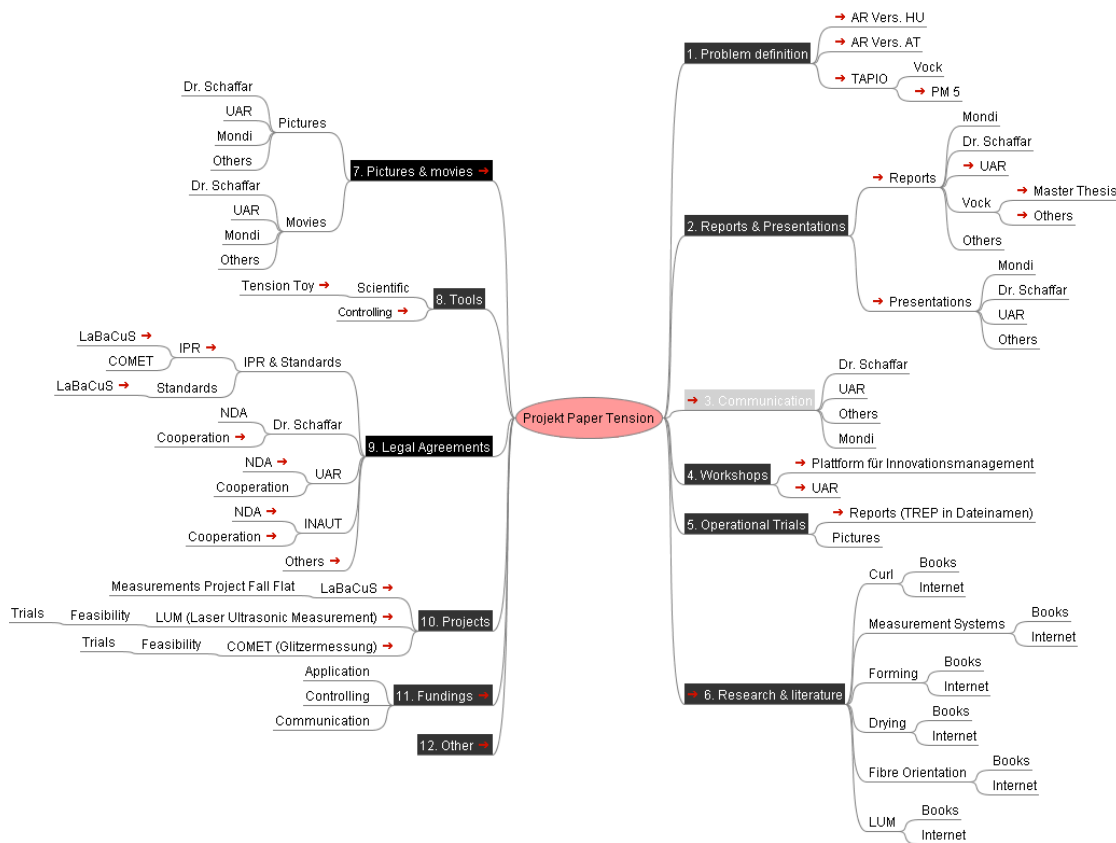 Projekt Paper Tension
1. Problem definition
AR Vers. HU
AR Vers. AT
TAPIO
Vock
PM 5
2. Reports & Presentations
Reports
Mondi
Dr. Schaffar
UAR
Vock
Master Thesis
Others
Others
Presentations
Mondi
Dr. Schaffar
UAR
Others
3. Communication
Dr. Schaffar
UAR
Others
Mondi
4. Workshops
Plattform für Innovationsmanagement
UAR
5. Operational Trials
Reports (TREP in Dateinamen)
Pictures
6. Research & literature
Curl
Books
Internet
Measurement Systems
Books
Internet
Forming
Books
Internet
Drying
Books
Internet
Fibre Orientation
Books
Internet
LUM
Books
Internet
7. Pictures & movies
Pictures
Dr. Schaffar
UAR
Mondi
Others
Movies
Dr. Schaffar
UAR
Mondi
Others
8. Tools
Scientific
Tension Toy
Controlling
9. Legal Agreements
IPR & Standards
IPR
LaBaCuS
COMET
Standards
LaBaCuS
Dr. Schaffar
NDA
Cooperation
UAR
NDA
Cooperation
INAUT
NDA
Cooperation
Others
10. Projects
LaBaCuS
Measurements Project Fall Flat
LUM (Laser Ultrasonic Measurement)
Feasibility
Trials
COMET (Glitzermessung)
Feasibility
Trials
11. Fundings
Application
Controlling
Communication
12. Other